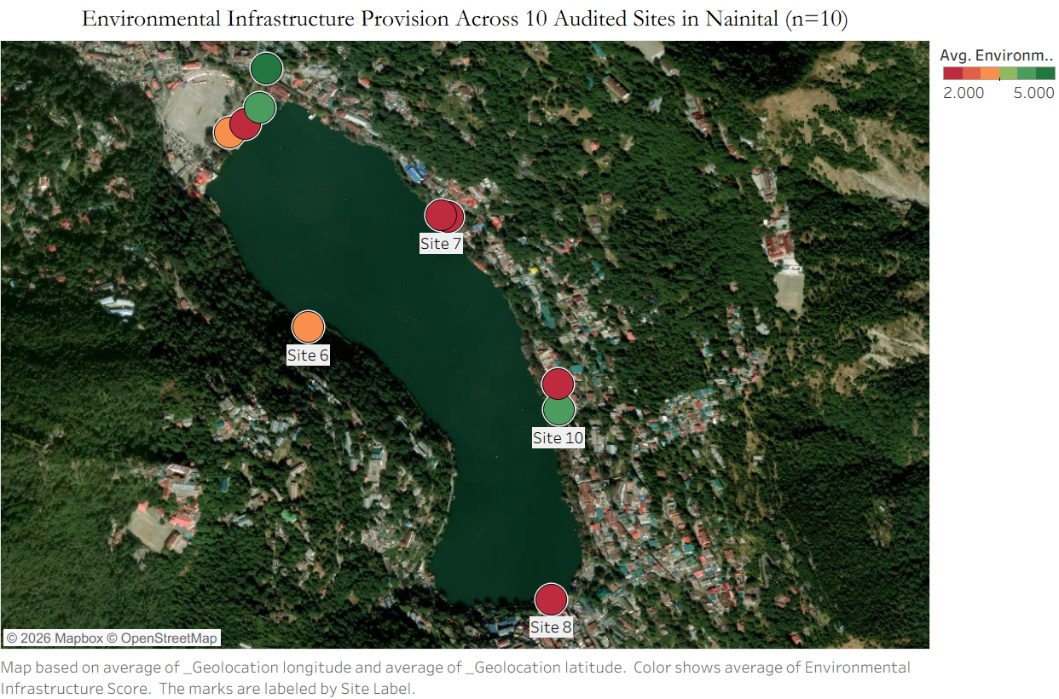 Environmental Infrastructure Provision Across 10 Audited Sites in Nainital (n=10)
Avg. Environm..
2.000 5.000
Site 7
Site 6
Site 10
Site 8
© 2026 Mapbox © OpenStreetMap
Map based on average of _Geolocation longitude and average of _Geolocation latitude. Color shows average of Environmental
Infrastructure Score. The marks are labeled by Site Label.